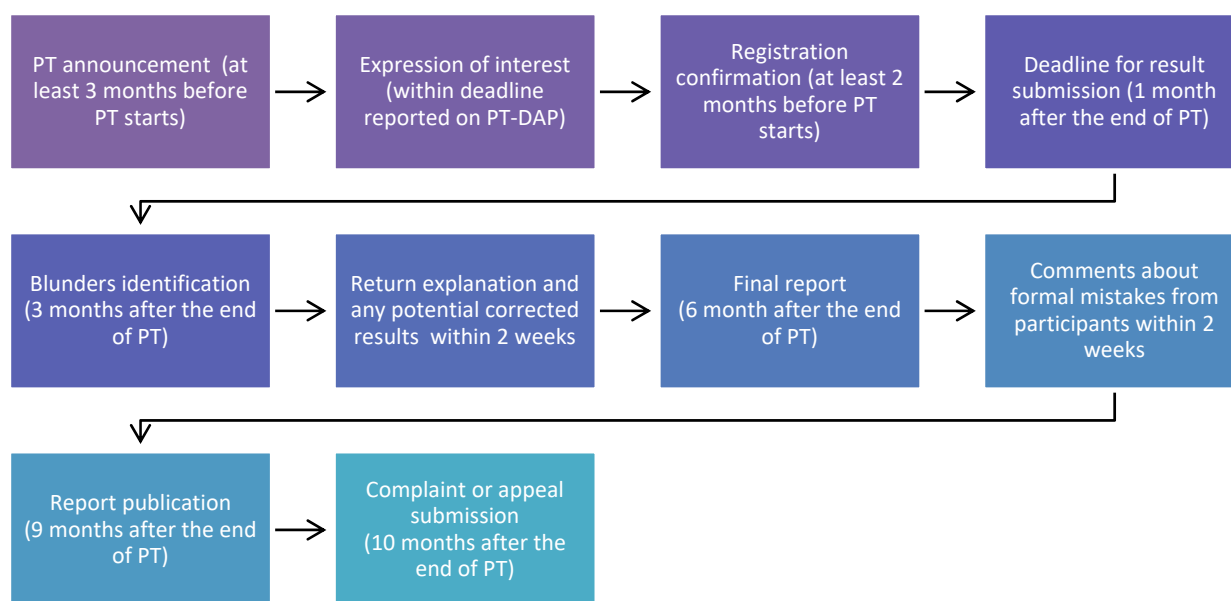 PT announcement  (at
least 3 months before
PT starts)
Expression of interest
(within deadline
reported on PT-DAP)
Registration
confirmation (at least 2
months before PT
starts)
Deadline for result
submission (1 month
after the end of PT)
Blunders identification
(3 months after the end
of PT)
Return explanation and
any potential corrected
results  within 2 weeks
Final report
(6 month after the end
of PT)
Comments about
formal mistakes from
participants within 2
weeks
Report publication
(9 months after the end
of PT)
Complaint or appeal
submission
(10 months after the
end of PT)